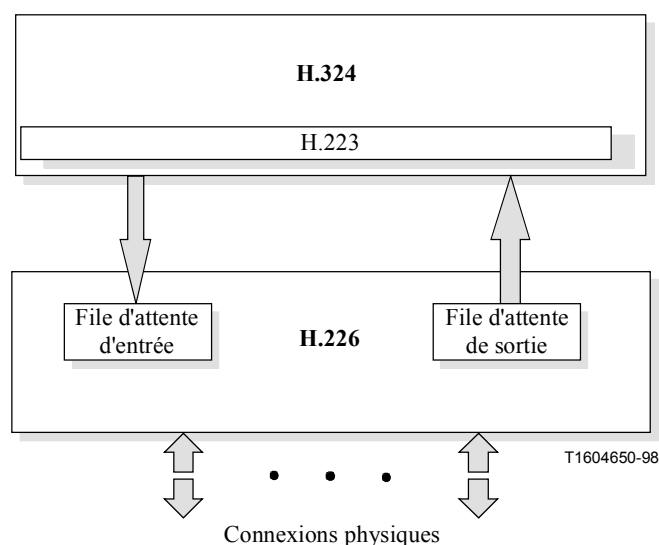 H.324
H.223
File d'attente
d'entrée
H.226
File d'attente
de sortie
T1604650-98
Connexions physiques